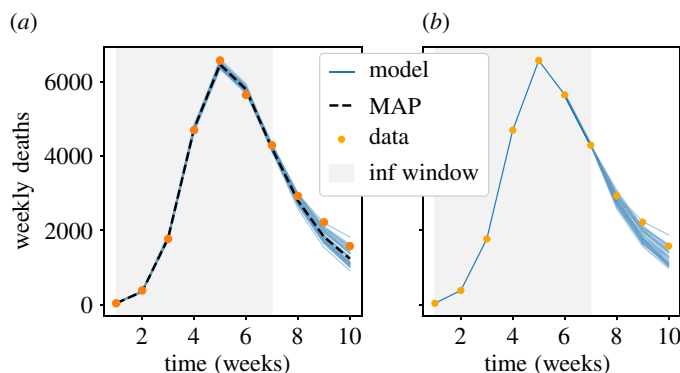 (a) (b)
weekly deaths
6000
4000
2000
0
model
MAP
data
inf window
2 4 6 8 10
2 4 6 8 10
time (weeks)
time (weeks)